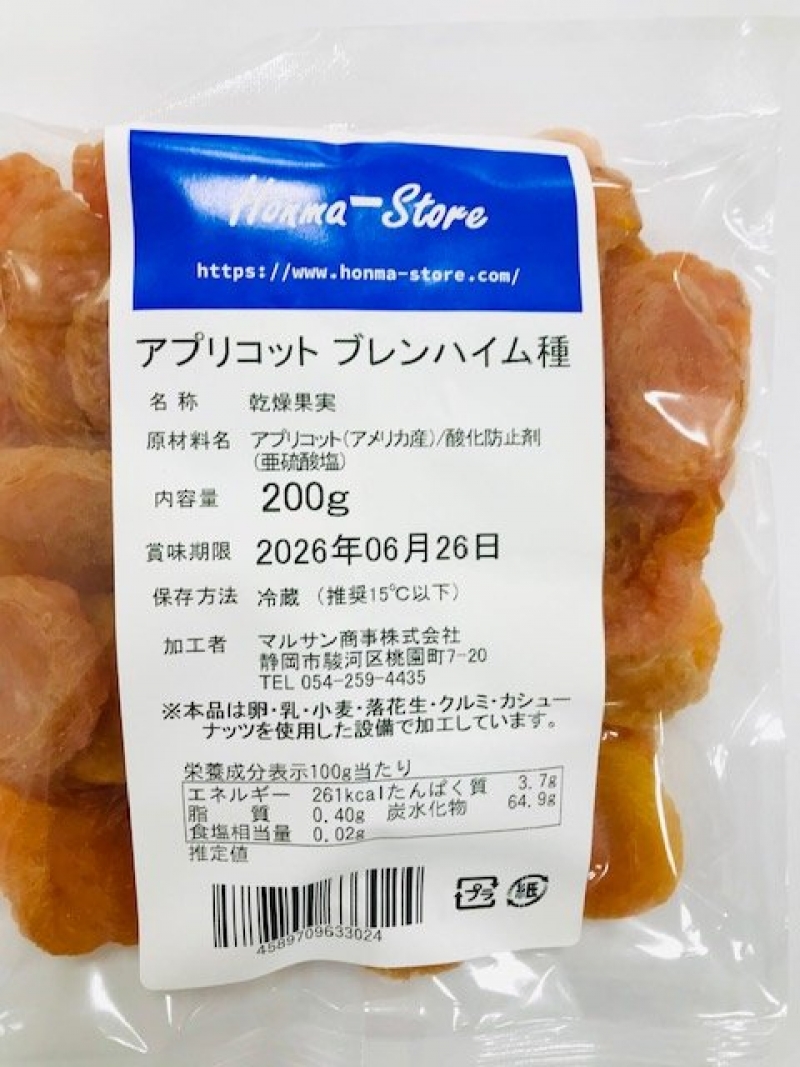 Honma-Store
https://www.honma-store.com/
アプリコット ブレンハイム種
名称 乾燥果実
原材料名 アプリコット(アメリカ産)/酸化防止剤
(亜硫酸塩)
内容量 200g
賞味期限 2026年06月26日
保存方法 冷蔵 (推奨15℃以下)
加工者 マルサン商事株式会社
静岡市駿河区桃園町7-20
TEL 054-259-4435
※本品は卵・乳・小麦・落花生・クルミ・カシュー
ナッツを使用した設備で加工しています。
栄養成分表示100g当たり
エネルギー 261kcal たんぱく質 3.7g
脂質 0.40g 炭水化物 64.9g
食塩相当量 0.02g
推定値
プラ 紙
4589709633024